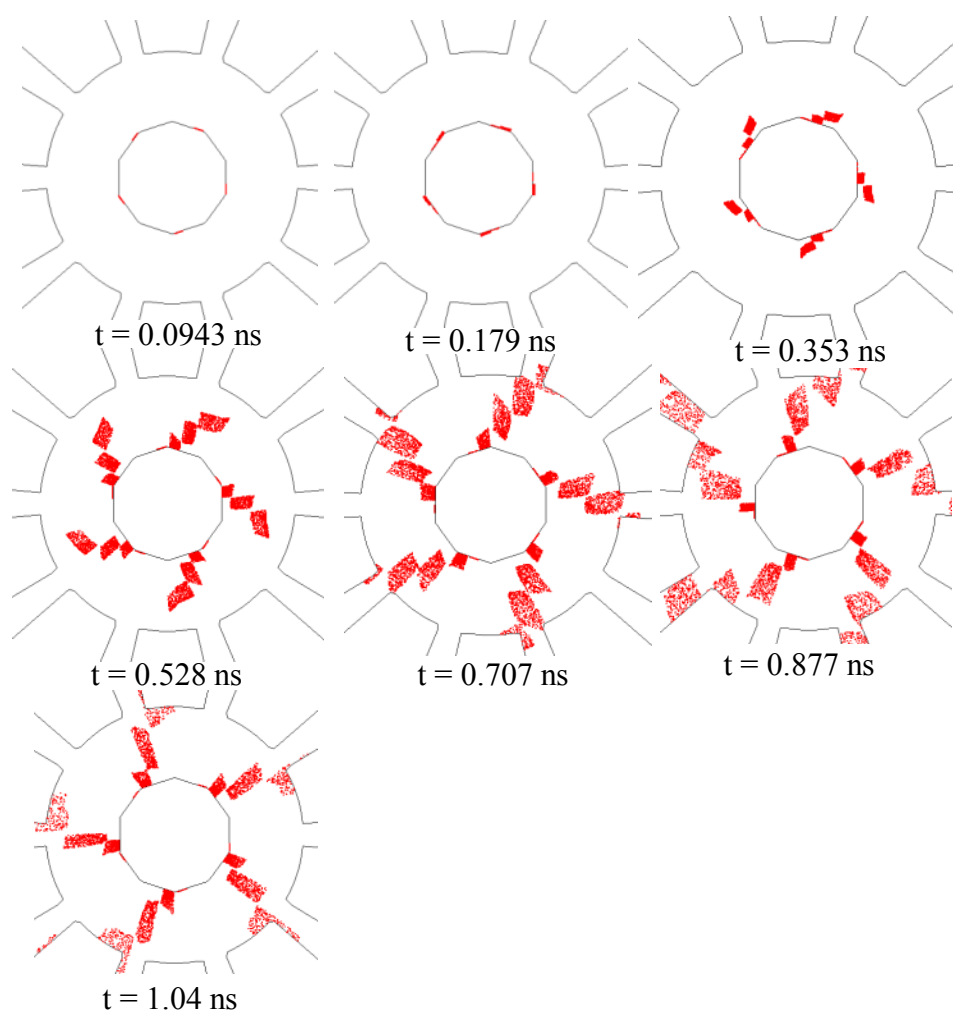 t = 0.0943 ns
t = 0.179 ns
t = 0.353 ns
t = 0.528 ns
t = 0.707 ns
t = 0.877 ns
t = 1.04 ns